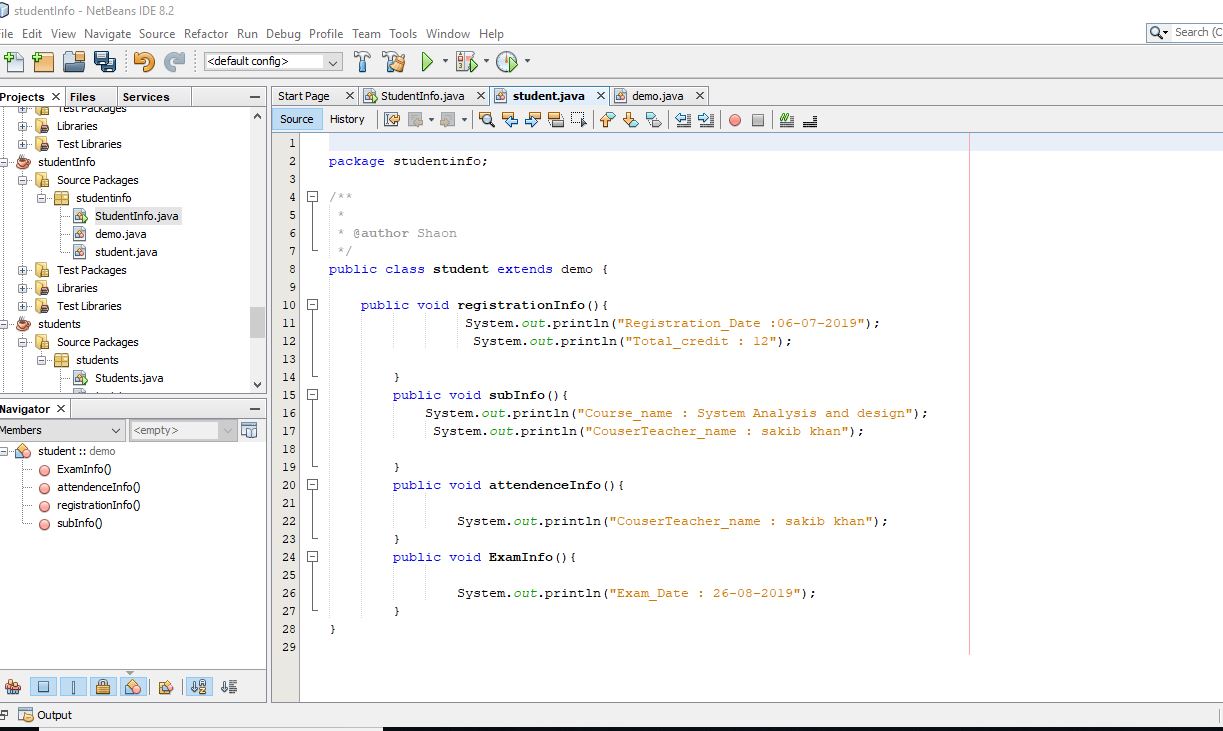 studentInfo - NetBeans IDE 8.2
File Edit View Navigate Source Refactor Run Debug Profile Team Tools Window Help
Search (C
<default config>
Projects Files Services
Start Page StudentInfo.java student.java demo.java
Source History
Test Packages
Libraries
Test Libraries
studentInfo
Source Packages
studentinfo
StudentInfo.java
demo.java
student.java
Test Packages
Libraries
Test Libraries
students
Source Packages
students
Students.java
Navigator
Members <empty>
student :: demo
ExamInfo()
attendenceInfo()
registrationInfo()
subInfo()
1
2 package studentinfo;
3
4 /**
5 *
6 * @author Shaon
7 */
8 public class student extends demo {
9
10 public void registrationInfo(){
11 System.out.println("Registration_Date :06-07-2019");
12 System.out.println("Total_credit : 12");
13
14 }
15 public void subInfo(){
16 System.out.println("Course_name : System Analysis and design");
17 System.out.println("CouserTeacher_name : sakib khan");
18
19 }
20 public void attendenceInfo(){
21
22 System.out.println("CouserTeacher_name : sakib khan");
23 }
24 public void ExamInfo(){
25
26 System.out.println("Exam_Date : 26-08-2019");
27 }
28 }
29
Output